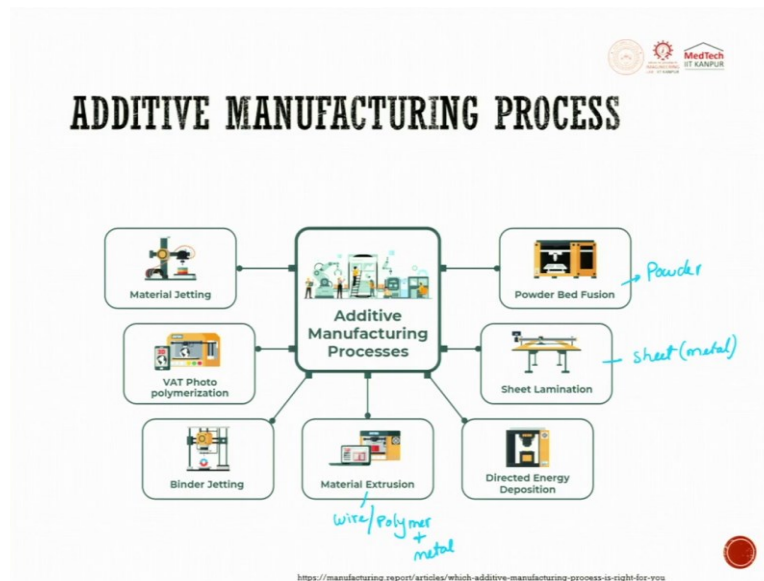 MedTech
IIT KANPUR
ADDITIVE MANUFACTURING PROCESS
Material Jetting
Additive
Manufacturing
Processes
Powder Bed Fusion
Powder
VAT Photo
polymerization
Sheet Lamination
Sheet (metal)
Binder Jetting
Material Extrusion
Directed Energy
Deposition
wire/Polymer
+
metal
https://manufacturing.report/articles/which-additive-manufacturing-process-is-right-for-you